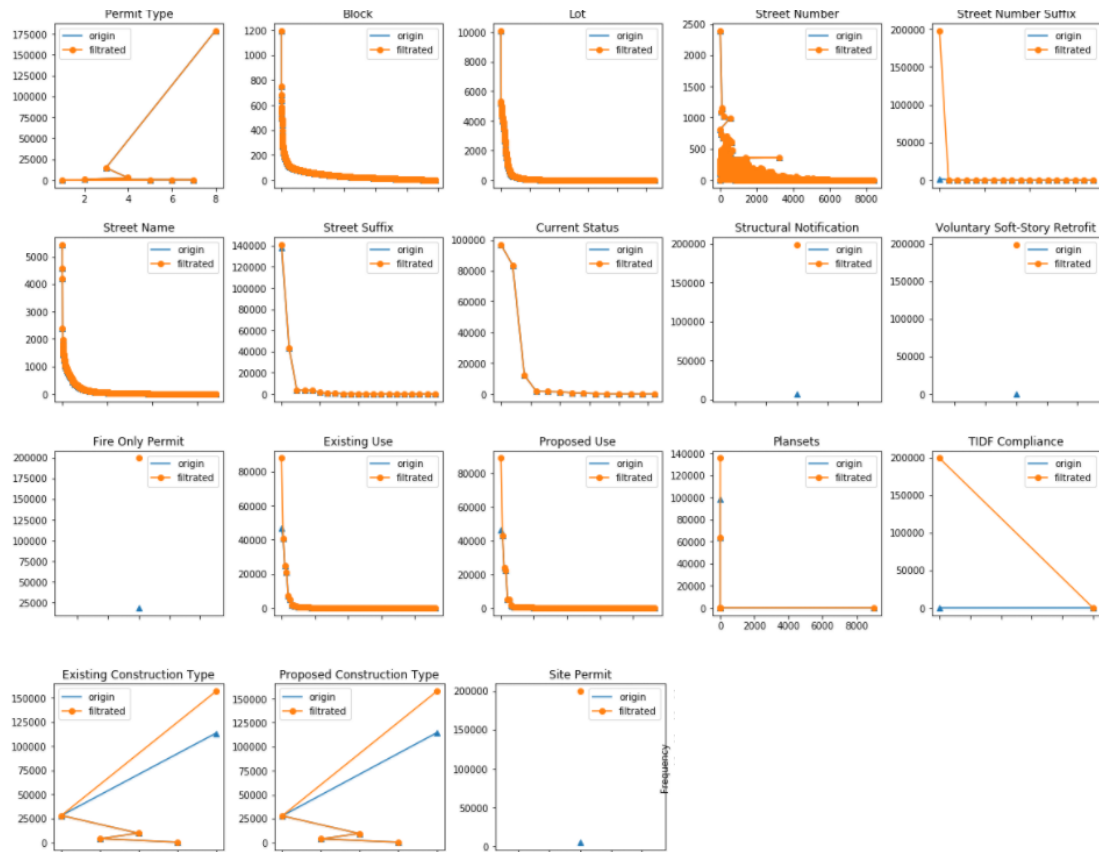 Permit Type
origin
filtrated
175000
150000
125000
100000
75000
50000
25000
0
2
4
6
8
Block
origin
filtrated
1200
1000
800
600
400
200
0
Lot
origin
filtrated
10000
8000
6000
4000
2000
0
Street Number
origin
filtrated
2500
2000
1500
1000
500
0
0
2000
4000
6000
8000
Street Number Suffix
origin
filtrated
200000
150000
100000
50000
0
Street Name
origin
filtrated
5000
4000
3000
2000
1000
0
Street Suffix
origin
filtrated
140000
120000
100000
80000
60000
40000
20000
0
Current Status
origin
filtrated
100000
80000
60000
40000
20000
0
Structural Notification
origin
filtrated
200000
150000
100000
50000
0
Voluntary Soft-Story Retrofit
origin
filtrated
200000
150000
100000
50000
0
Fire Only Permit
origin
filtrated
200000
175000
150000
125000
100000
75000
50000
25000
Existing Use
origin
filtrated
80000
60000
40000
20000
0
Proposed Use
origin
filtrated
80000
60000
40000
20000
0
Plansets
origin
filtrated
140000
120000
100000
80000
60000
40000
20000
0
0
2000
4000
6000
8000
TIDF Compliance
origin
filtrated
200000
150000
100000
50000
0
Existing Construction Type
origin
filtrated
150000
125000
100000
75000
50000
25000
0
Proposed Construction Type
origin
filtrated
150000
125000
100000
75000
50000
25000
0
Site Permit
origin
filtrated
200000
150000
100000
50000
0
Frequency